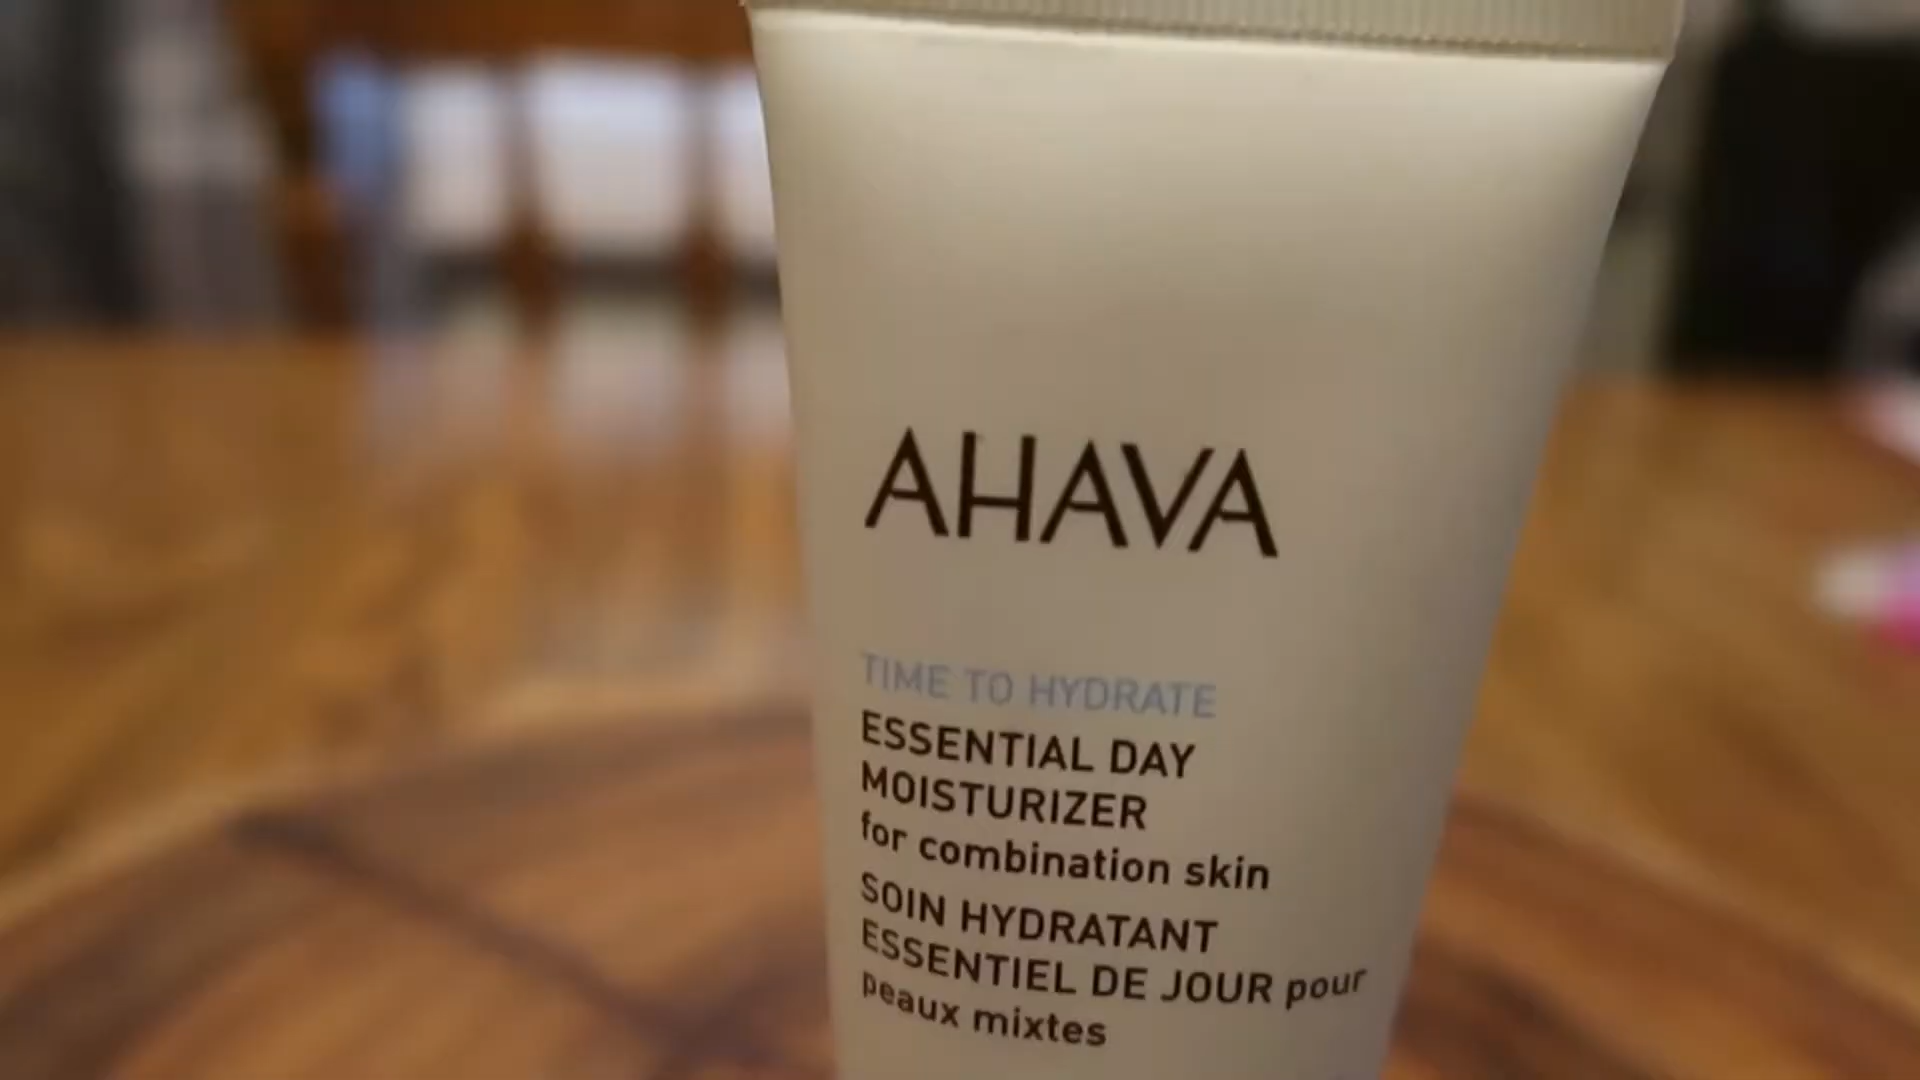 AHAVA
TIME TO HYDRATE
ESSENTIAL DAY
MOISTURIZER
for combination skin
SOIN HYDRATANT
ESSENTIEL DE JOUR pour
peaux mixtes